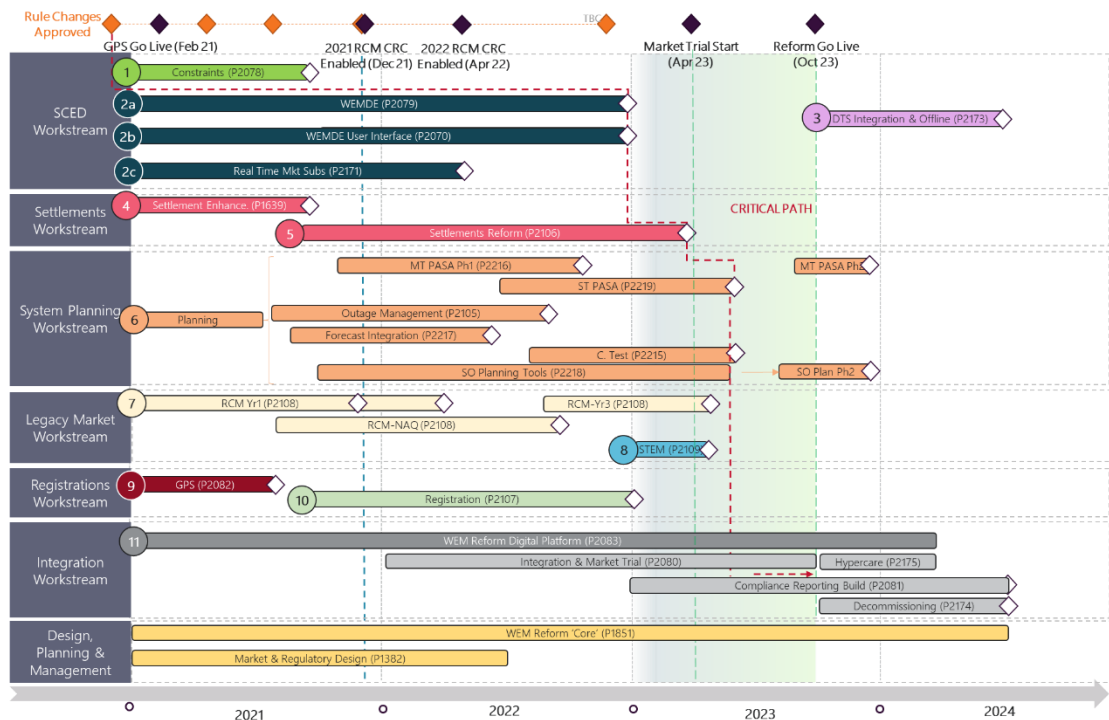 Rule Changes
Approved
TBC
GPS Go Live (Feb 21)
2021 RCM CRC
Enabled (Dec 21)
2022 RCM CRC
Enabled (Apr 22)
Market Trial Start
(Apr 23)
Reform Go Live
(Oct 23)
SCED
Workstream
1
Constraints (P2078)
2a
WEMDE (P2079)
2b
WEMDE User Interface (P2070)
2c
Real Time Mkt Subs (P2171)
3
DTS Integration & Offline (P2173)
Settlements
Workstream
4
Settlement Enhance. (P1639)
5
Settlements Reform (P2106)
CRITICAL PATH
System Planning
Workstream
6
Planning
MT PASA Ph1 (P2216)
MT PASA Ph2
ST PASA (P2219)
Outage Management (P2105)
Forecast Integration (P2217)
C. Test (P2215)
SO Planning Tools (P2218)
SO Plan Ph2
Legacy Market
Workstream
7
RCM Yr1 (P2108)
RCM-Yr3 (P2108)
RCM-NAQ (P2108)
8
STEM (P2109
Registrations
Workstream
9
GPS (P2082)
10
Registration (P2107)
Integration
Workstream
11
WEM Reform Digital Platform (P2083)
Integration & Market Trial (P2080)
Hypercare (P2175)
Compliance Reporting Build (P2081)
Decommissioning (P2174)
Design,
Planning &
Management
WEM Reform 'Core' (P1851)
Market & Regulatory Design (P1382)
2021
2022
2023
2024